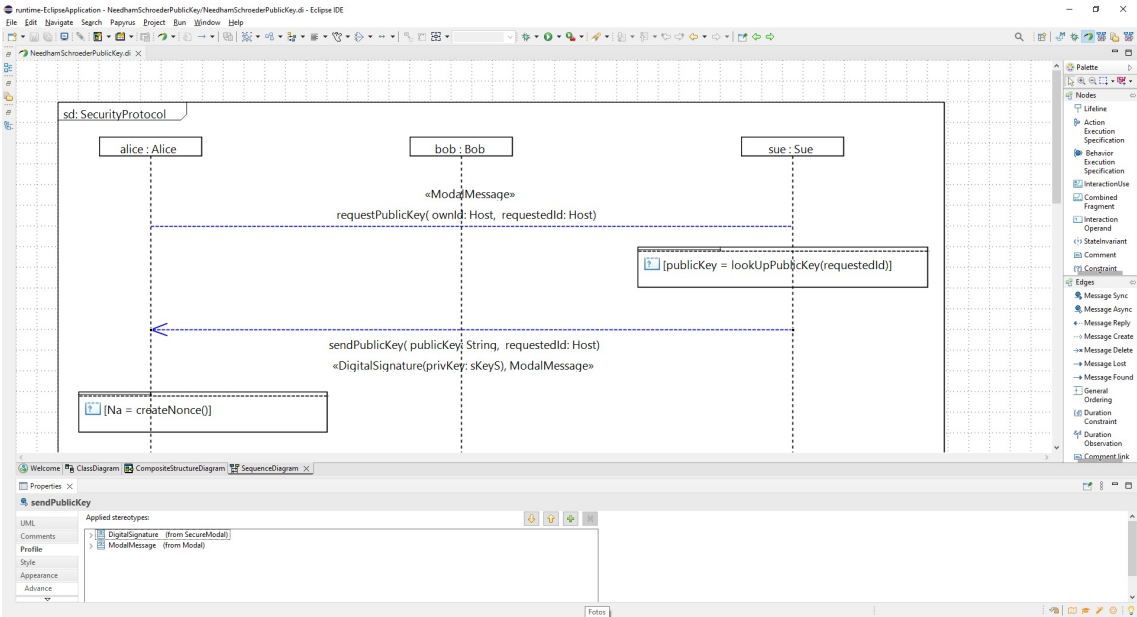 runtime-EclipseApplication - NeedhamSchroederPublicKey/NeedhamSchroederPublicKey.di - Eclipse IDE
File Edit Navigate Search Papyrus Project Run Window Help
NeedhamSchroederPublicKey.di
Palette
Nodes
Lifeline
Action
Execution
Specification
Behavior
Execution
Specification
InteractionUse
Combined
Fragment
Interaction
Operand
StateInvariant
Comment
Constraint
Edges
Message Sync
Message Async
Message Reply
Message Create
Message Delete
Message Lost
Message Found
General
Ordering
Duration
Constraint
Duration
Observation
Comment link
sd: SecurityProtocol
alice : Alice
bob : Bob
sue : Sue
«ModalMessage»
requestPublicKey( ownId: Host, requestedId: Host)
[publicKey = lookUpPublicKey(requestedId)]
sendPublicKey( publicKey: String, requestedId: Host)
«DigitalSignature(privKey: sKeyS), ModalMessage»
[Na = createNonce()]
Welcome ClassDiagram CompositeStructureDiagram SequenceDiagram
Properties
sendPublicKey
UML
Comments
Profile
Style
Appearance
Advance
Applied stereotypes:
DigitalSignature (from SecureModal)
ModalMessage (from Modal)
Fotos